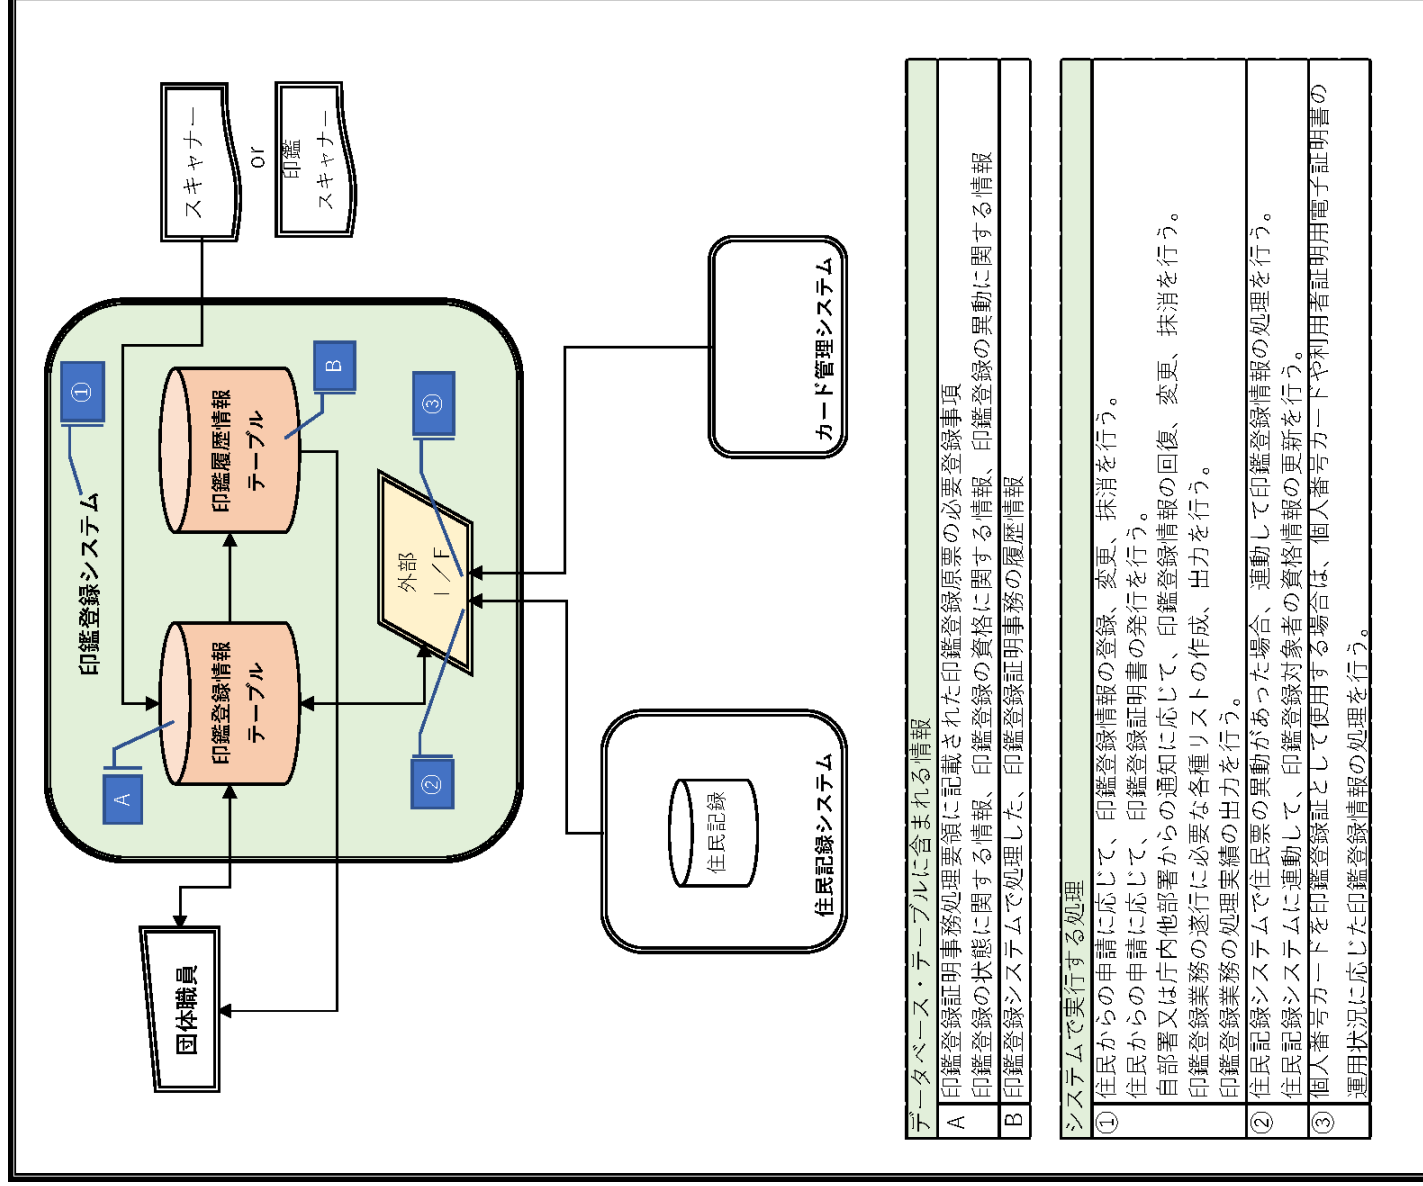 印鑑登録システム
①
A
印鑑登録情報
テーブル
印鑑履歴情報
テーブル
B
団体職員
スキャナー
or
印鑑
スキャナー
外部
I／F
②
③
住民記録
住民記録システム
カード管理システム
データベース・テーブルに含まれる情報
A
印鑑登録証明事務処理要領に記載された印鑑登録原票の必要登録事項
印鑑登録の状態に関する情報、印鑑登録の資格に関する情報、印鑑登録の異動に関する情報
B
印鑑登録システムで処理した、印鑑登録証明事務の履歴情報
システムで実行する処理
①
住民からの申請に応じて、印鑑登録情報の登録、変更、抹消を行う。
住民からの申請に応じて、印鑑登録証明書の発行を行う。
自部署又は庁内他部署からの通知に応じて、印鑑登録情報の回復、変更、抹消を行う。
印鑑登録業務の遂行に必要な各種リストの作成、出力を行う。
印鑑登録業務の処理実績の出力を行う。
②
住民記録システムで住民票の異動があった場合、連動して印鑑登録情報の処理を行う。
住民記録システムに連動して、印鑑登録対象者の資格情報の更新を行う。
③
個人番号カードを印鑑登録証として使用する場合は、個人番号カードや利用者証明用電子証明書の
運用状況に応じた印鑑登録情報の処理を行う。